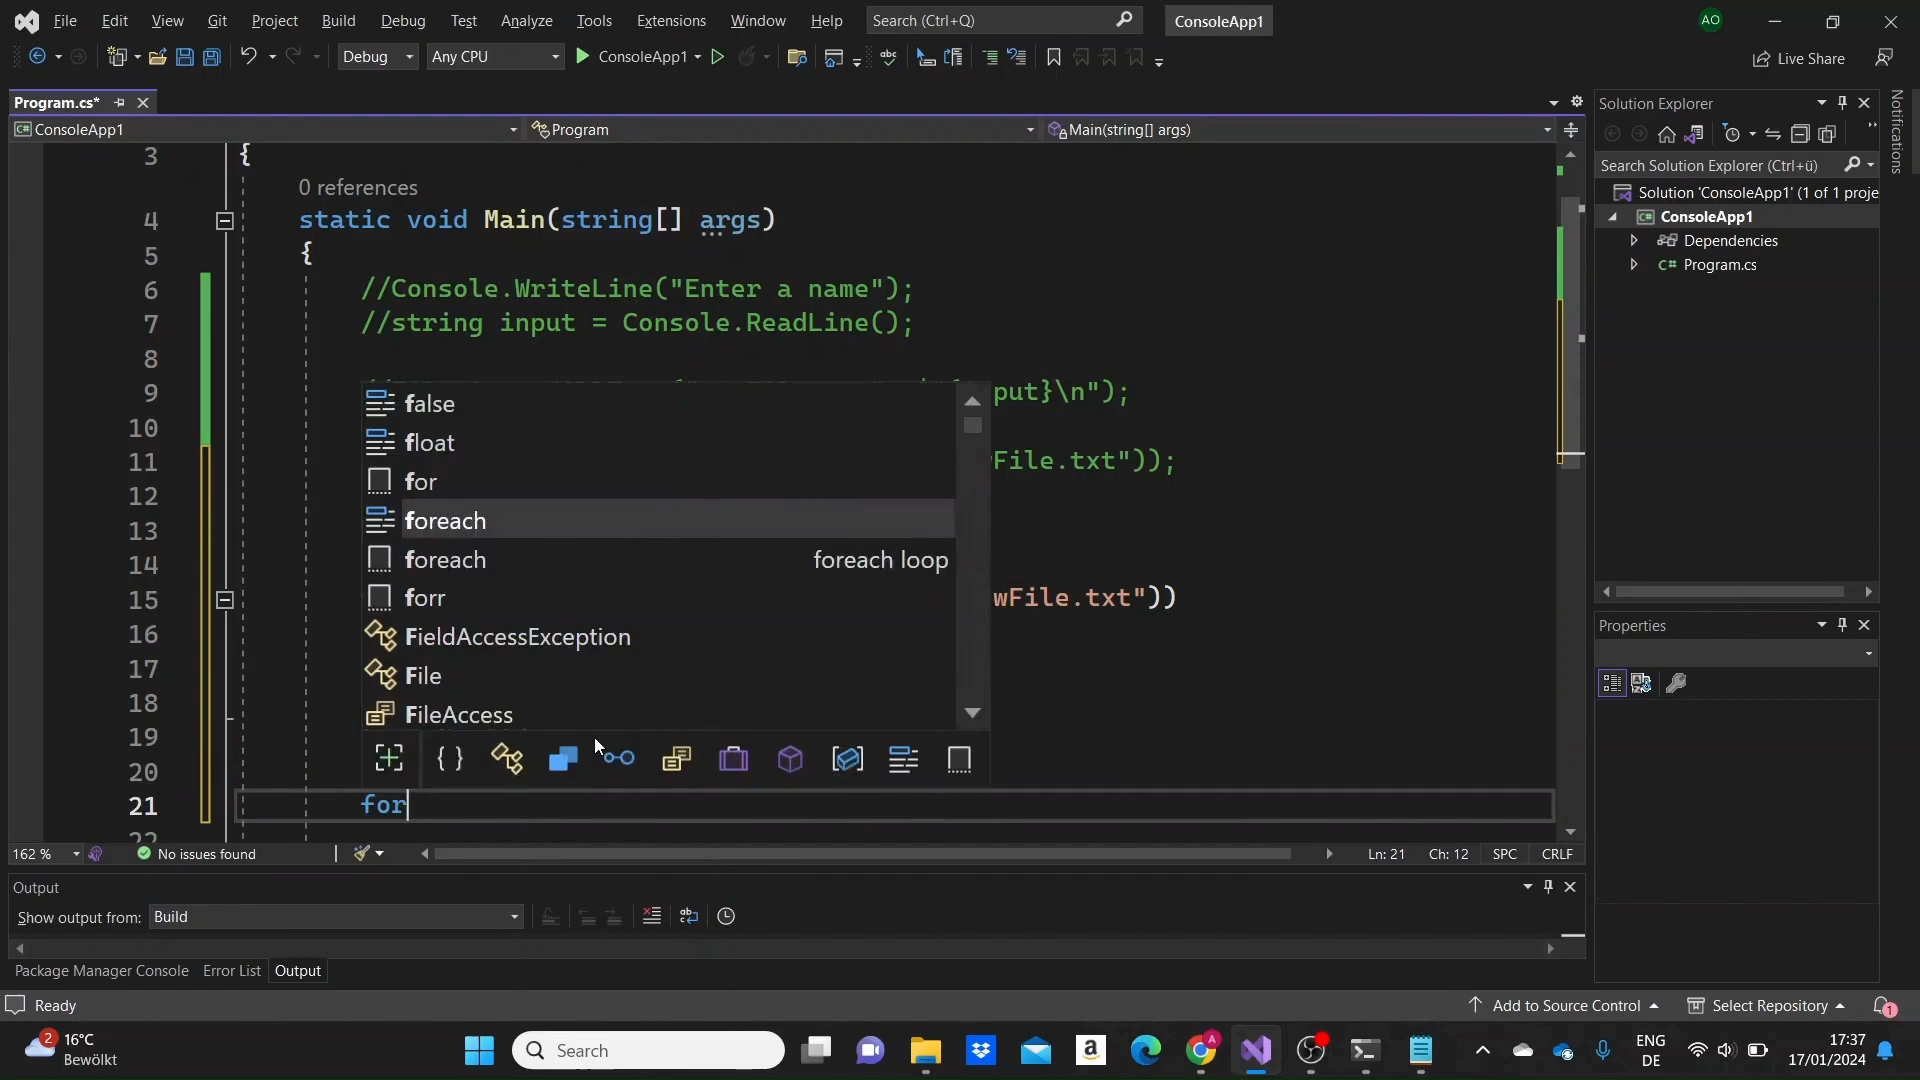 File Edit View Git Project Build Debug Test Analyze Tools Extensions Window Help Search (Ctrl+Q) ConsoleApp1 AO
Debug Any CPU ConsoleApp1 Live Share
Program.cs*
ConsoleApp1 Program Main(string[] args)
3 {
0 references
4 static void Main(string[] args)
5 {
6 //Console.WriteLine("Enter a name");
7 //string input = Console.ReadLine();
8
9 put}\n");
10
11 File.txt"));
12
13
14
15 wFile.txt"))
16
17
18
19
20
21 for
22
false
float
for
foreach
foreach foreach loop
forr
FieldAccessException
File
FileAccess
162 % No issues found Ln: 21 Ch: 12 SPC CRLF
Output
Show output from: Build
Package Manager Console Error List Output
Solution Explorer
Search Solution Explorer (Ctrl+ü)
Solution 'ConsoleApp1' (1 of 1 proje
ConsoleApp1
Dependencies
C# Program.cs
Properties
Notifications
Ready Add to Source Control Select Repository 1
2 16°C
Bewölkt
Search
ENG
DE
17:37
17/01/2024